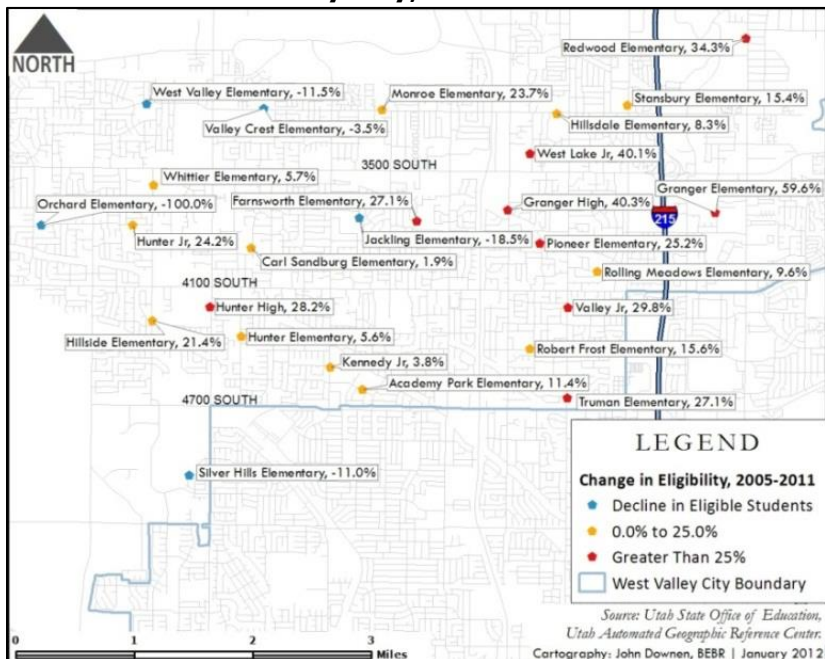 NORTH
Redwood Elementary, 34.3%
West Valley Elementary, -11.5%
Monroe Elementary, 23.7%
Stansbury Elementary, 15.4%
Valley Crest Elementary, -3.5%
Hillsdale Elementary, 8.3%
West Lake Jr, 40.1%
3500 SOUTH
Whittier Elementary, 5.7%
Granger Elementary, 59.6%
Orchard Elementary, -100.0%
Farnsworth Elementary, 27.1%
Granger High, 40.3%
215
Hunter Jr, 24.2%
Jackling Elementary, -18.5%
Pioneer Elementary, 25.2%
Carl Sandburg Elementary, 1.9%
Rolling Meadows Elementary, 9.6%
4100 SOUTH
Hunter High, 28.2%
Valley Jr, 29.8%
Hillside Elementary, 21.4%
Hunter Elementary, 5.6%
Robert Frost Elementary, 15.6%
Kennedy Jr, 3.8%
Academy Park Elementary, 11.4%
4700 SOUTH
Truman Elementary, 27.1%
Silver Hills Elementary, -11.0%
LEGEND
Change in Eligibility, 2005-2011
Decline in Eligible Students
0.0% to 25.0%
Greater Than 25%
West Valley City Boundary
Source: Utah State Office of Education,
Utah Automated Geographic Reference Center.
Cartography: John Downen, BEBR | January 2012
0 1 2 3
Miles